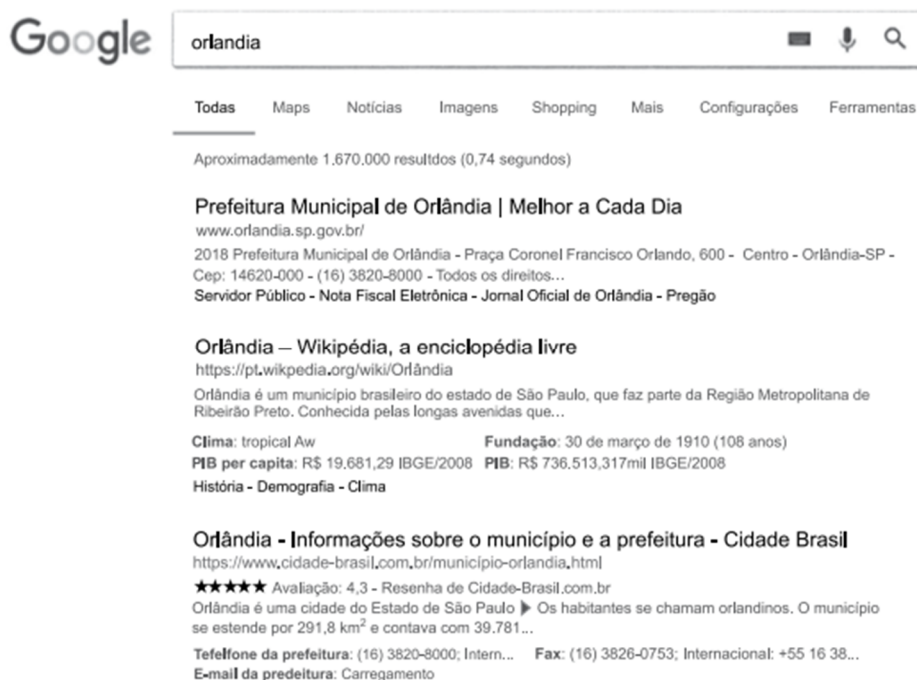 Google
orlandia
Todas Maps Notícias Imagens Shopping Mais Configurações Ferramentas
Aproximadamente 1.670.000 resultdos (0,74 segundos)
Prefeitura Municipal de Orlândia | Melhor a Cada Dia
www.orlandia.sp.gov.br/
2018 Prefeitura Municipal de Orlândia - Praça Coronel Francisco Orlando, 600 - Centro - Orlândia-SP -
Cep: 14620-000 - (16) 3820-8000 - Todos os direitos...
Servidor Público - Nota Fiscal Eletrônica - Jornal Oficial de Orlândia - Pregão
Orlândia – Wikipédia, a enciclopédia livre
https://pt.wikpedia.org/wiki/Orlândia
Orlândia é um município brasileiro do estado de São Paulo, que faz parte da Região Metropolitana de
Ribeirão Preto. Conhecida pelas longas avenidas que...
Clima: tropical Aw Fundação: 30 de março de 1910 (108 anos)
PIB per capita: R$ 19.681,29 IBGE/2008 PIB: R$ 736.513,317mil IBGE/2008
História - Demografia - Clima
Orlândia - Informações sobre o município e a prefeitura - Cidade Brasil
https://www.cidade-brasil.com.br/município-orlandia.html
★★★★★ Avaliação: 4,3 - Resenha de Cidade-Brasil.com.br
Orlândia é uma cidade do Estado de São Paulo ▶ Os habitantes se chamam orlandinos. O município
se estende por 291,8 km² e contava com 39.781...
Tefelfone da prefeitura: (16) 3820-8000; Intern... Fax: (16) 3826-0753; Internacional: +55 16 38...
E-mail da predeitura: Carregamento